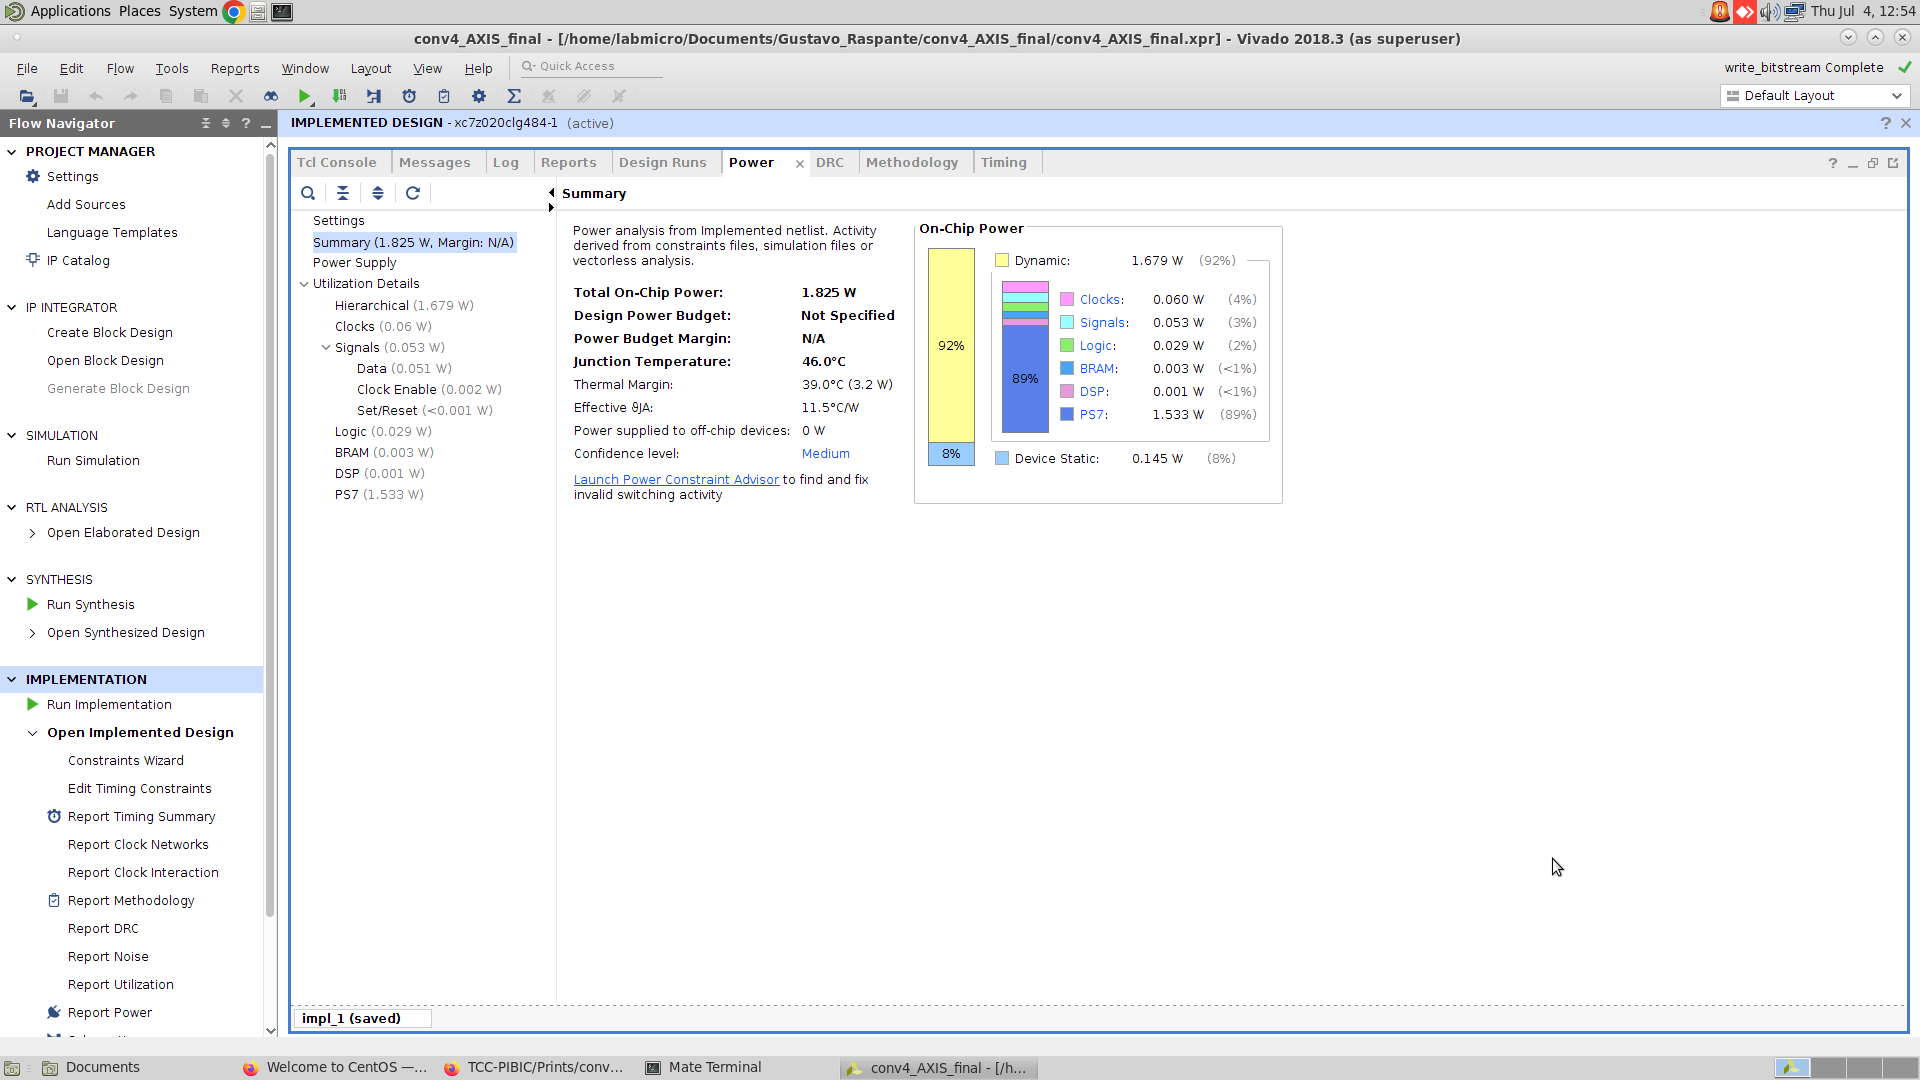 Applications Places System
Thu Jul 4, 12:54
conv4_AXIS_final - [/home/labmicro/Documents/Gustavo_Raspante/conv4_AXIS_final/conv4_AXIS_final.xpr] - Vivado 2018.3 (as superuser)
File Edit Flow Tools Reports Window Layout View Help Quick Access
write_bitstream Complete
Default Layout
Flow Navigator
IMPLEMENTED DESIGN - xc7z020clg484-1 (active)
PROJECT MANAGER
Settings
Add Sources
Language Templates
IP Catalog
IP INTEGRATOR
Create Block Design
Open Block Design
Generate Block Design
SIMULATION
Run Simulation
RTL ANALYSIS
Open Elaborated Design
SYNTHESIS
Run Synthesis
Open Synthesized Design
IMPLEMENTATION
Run Implementation
Open Implemented Design
Constraints Wizard
Edit Timing Constraints
Report Timing Summary
Report Clock Networks
Report Clock Interaction
Report Methodology
Report DRC
Report Noise
Report Utilization
Report Power
Tcl Console Messages Log Reports Design Runs Power DRC Methodology Timing
Settings
Summary (1.825 W, Margin: N/A)
Power Supply
Utilization Details
Hierarchical (1.679 W)
Clocks (0.06 W)
Signals (0.053 W)
Data (0.051 W)
Clock Enable (0.002 W)
Set/Reset (<0.001 W)
Logic (0.029 W)
BRAM (0.003 W)
DSP (0.001 W)
PS7 (1.533 W)
Summary
Power analysis from Implemented netlist. Activity
derived from constraints files, simulation files or
vectorless analysis.
Total On-Chip Power: 1.825 W
Design Power Budget: Not Specified
Power Budget Margin: N/A
Junction Temperature: 46.0°C
Thermal Margin: 39.0°C (3.2 W)
Effective ϑJA: 11.5°C/W
Power supplied to off-chip devices: 0 W
Confidence level: Medium
Launch Power Constraint Advisor to find and fix
invalid switching activity
On-Chip Power
92%
8%
89%
Dynamic: 1.679 W (92%)
Clocks: 0.060 W (4%)
Signals: 0.053 W (3%)
Logic: 0.029 W (2%)
BRAM: 0.003 W (<1%)
DSP: 0.001 W (<1%)
PS7: 1.533 W (89%)
Device Static: 0.145 W (8%)
impl_1 (saved)
Documents
Welcome to CentOS —...
TCC-PIBIC/Prints/conv...
Mate Terminal
conv4_AXIS_final - [/h...